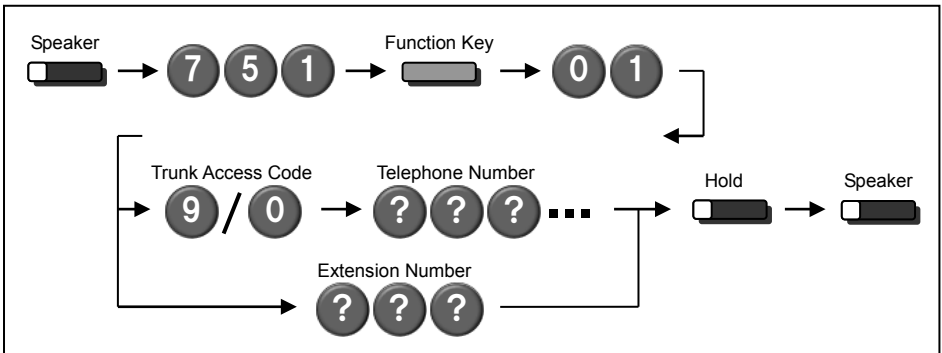 Speaker
Function Key
7 5 1
0 1
Trunk Access Code
Telephone Number
Hold
Speaker
9 / 0
? ? ? ...
Extension Number
? ? ?